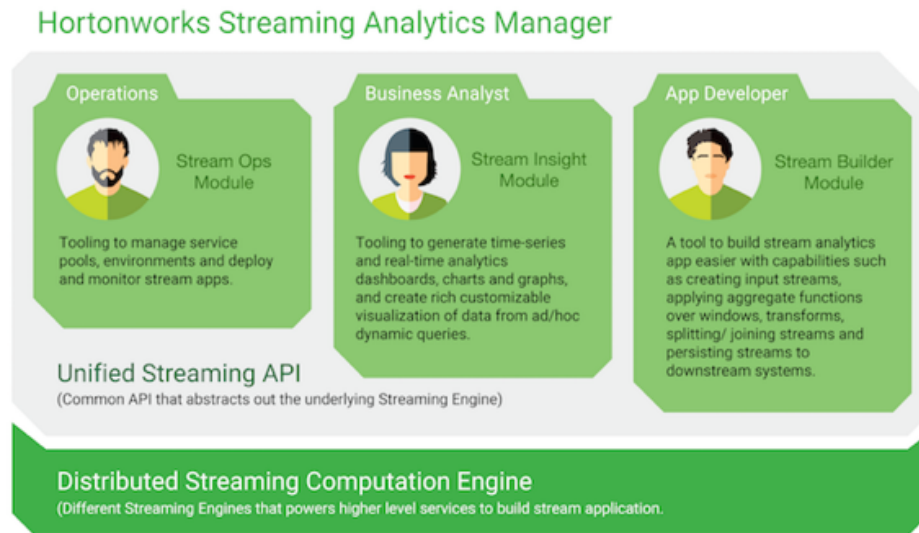 Hortonworks Streaming Analytics Manager
Operations
Stream Ops
Module
Tooling to manage service
pools, environments and deploy
and monitor stream apps.
Business Analyst
Stream Insight
Module
Tooling to generate time-series
and real-time analytics
dashboards, charts and graphs,
and create rich customizable
visualization of data from ad/hoc
dynamic queries.
App Developer
Stream Builder
Module
A tool to build stream analytics
app easier with capabilities such
as creating input streams,
applying aggregate functions
over windows, transforms,
splitting/ joining streams and
persisting streams to
downstream systems.
Unified Streaming API
(Common API that abstracts out the underlying Streaming Engine)
Distributed Streaming Computation Engine
(Different Streaming Engines that powers higher level services to build stream application.